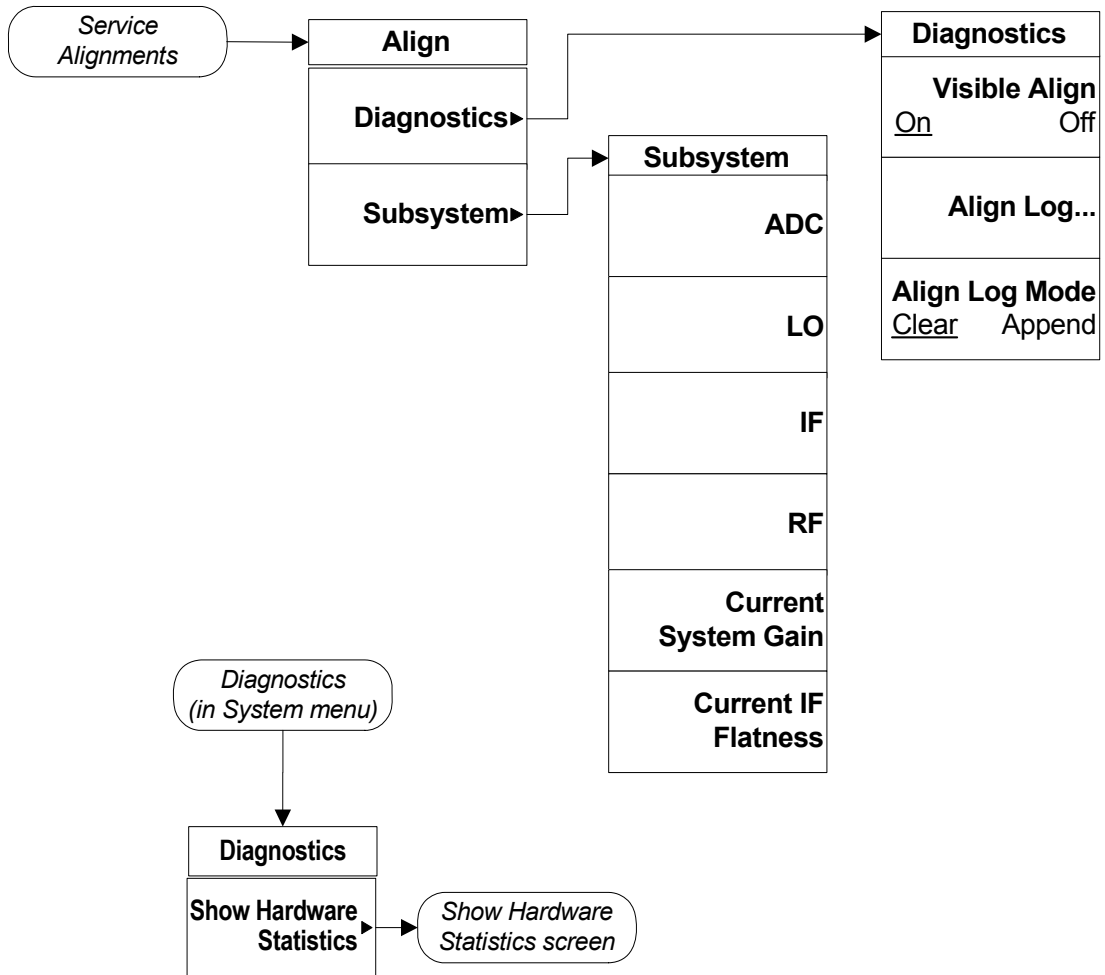 Service
Alignments
Align
Diagnostics
Subsystem
Subsystem
ADC
LO
IF
RF
Current
System Gain
Current IF
Flatness
Diagnostics
Visible Align
On Off
Align Log...
Align Log Mode
Clear Append
Diagnostics
(in System menu)
Diagnostics
Show Hardware
Statistics
Show Hardware
Statistics screen